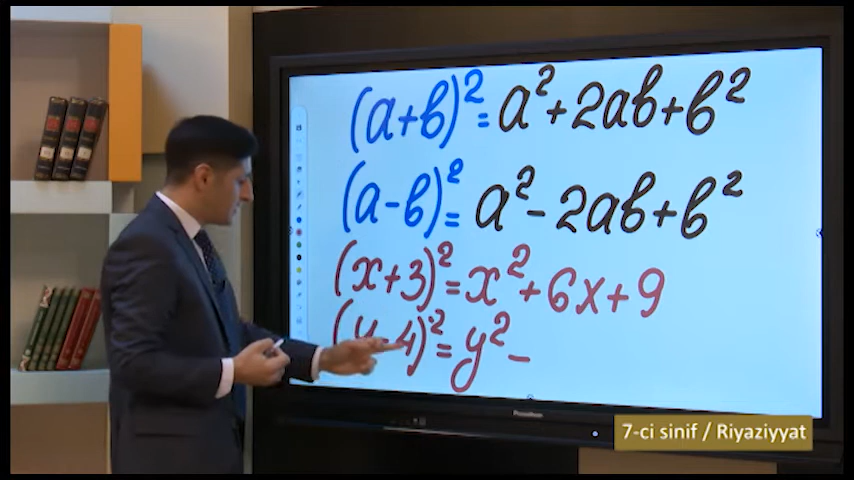 (a+b)² = a² + 2ab + b²
(a-b)² = a² - 2ab + b²
(x+3)² = x² + 6x + 9
(y-4)² = y² -
7-ci sinif / Riyaziyyat